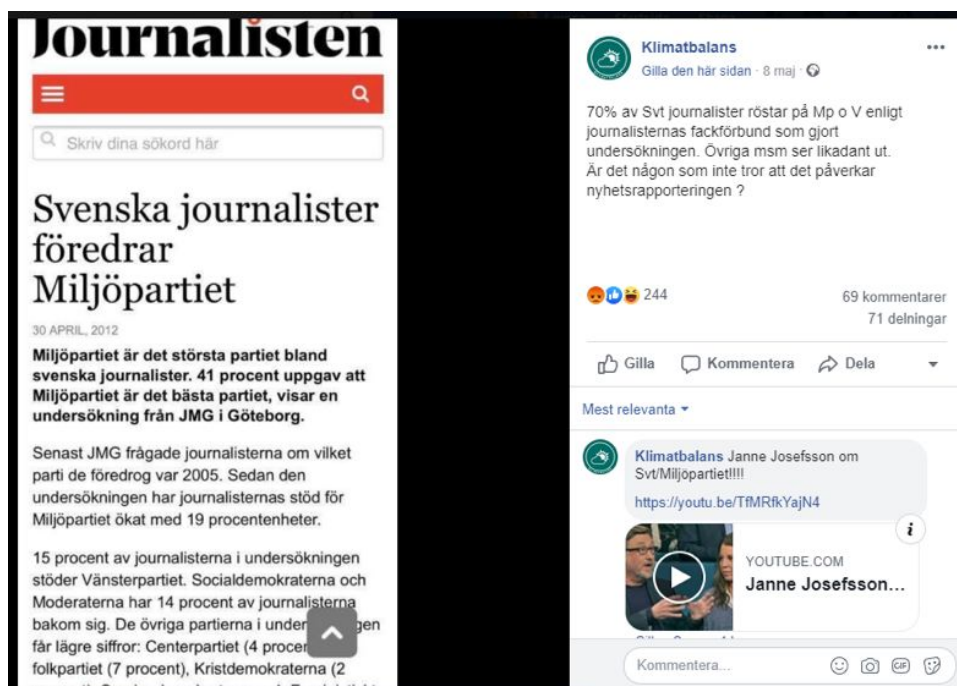 Journalisten
Skriv dina sökord här
Svenska journalister
föredrar
Miljöpartiet
30 APRIL, 2012
Miljöpartiet är det största partiet bland
svenska journalister. 41 procent uppgav att
Miljöpartiet är det bästa partiet, visar en
undersökning från JMG i Göteborg.
Senast JMG frågade journalisterna om vilket
parti de föredrog var 2005. Sedan den
undersökningen har journalisternas stöd för
Miljöpartiet ökat med 19 procentenheter.
15 procent av journalisterna i undersökningen
stöder Vänsterpartiet. Socialdemokraterna och
Moderaterna har 14 procent av journalisterna
bakom sig. De övriga partierna i
får lägre siffror: Centerpartiet (4
folkpartiet (7 procent), Kristdemokraterna (2
Klimatbalans
Gilla den här sidan · 8 maj ·
70% av Svt journalister röstar på Mp o V enligt
journalisternas fackförbund som gjort
undersökningen. Övriga msm ser likadant ut.
Är det någon som inte tror att det påverkar
nyhetsrapporteringen ?
244
69 kommentarer
71 delningar
Gilla Kommentera Dela
Mest relevanta
Klimatbalans Janne Josefsson om
Svt/Miljöpartiet!!!!
https://youtu.be/TfMRfkYajN4
i
YOUTUBE.COM
Janne Josefsson...
Kommentera...
GIF